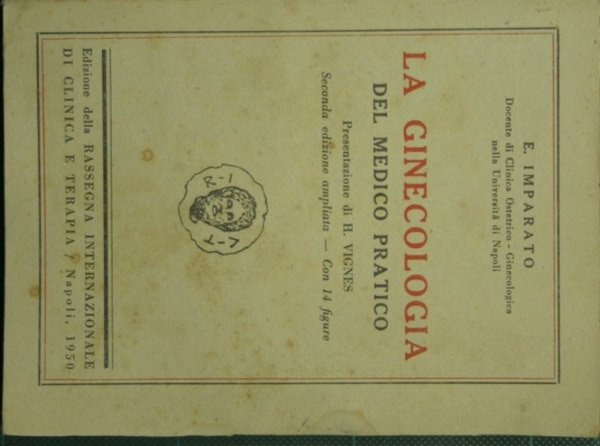 E. IMPARATO
Docente di Clinica Ostetrico - Ginecologica
nella Università di Napoli
LA GINECOLOGIA
DEL MEDICO PRATICO
Presentazione di H. VIGNES
Seconda edizione ampliata — Con 14 figure
R - I
L - T
Edizione della RASSEGNA INTERNAZIONALE
DI CLINICA E TERAPIA / Napoli, 1950